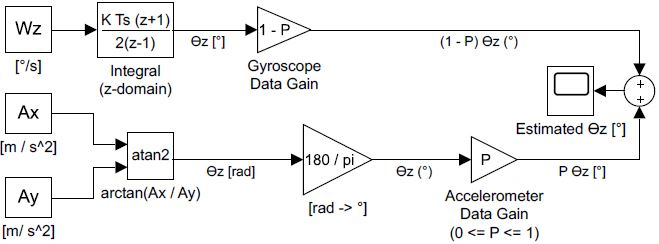 Wz
[°/s]
K Ts (z+1)
2(z-1)
Integral
(z-domain)
ϴz [°]
1 - P
Gyroscope
Data Gain
(1 - P) ϴz (°)
+
+
Estimated ϴz [°]
Ax
[m / s^2]
Ay
[m/ s^2]
atan2
arctan(Ax / Ay)
ϴz [rad]
180 / pi
[rad -> °]
ϴz (°)
P
Accelerometer
Data Gain
(0 <= P <= 1)
P ϴz [°]